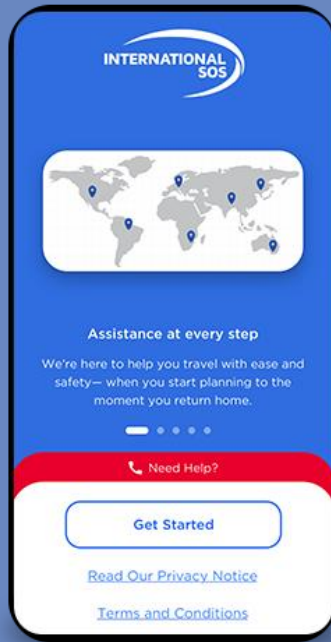 INTERNATIONAL
SOS
Assistance at every step
We're here to help you travel with ease and
safety— when you start planning to the
moment you return home.
Need Help?
Get Started
Read Our Privacy Notice
Terms and Conditions